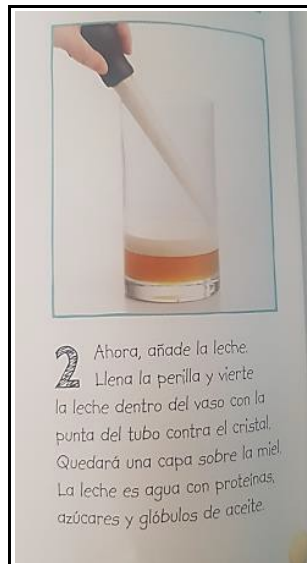 2 Ahora, añade la leche.
Llena la perilla y vierte
la leche dentro del vaso con la
punta del tubo contra el cristal.
Quedará una capa sobre la miel.
La leche es agua con proteínas,
azúcares y glóbulos de aceite.